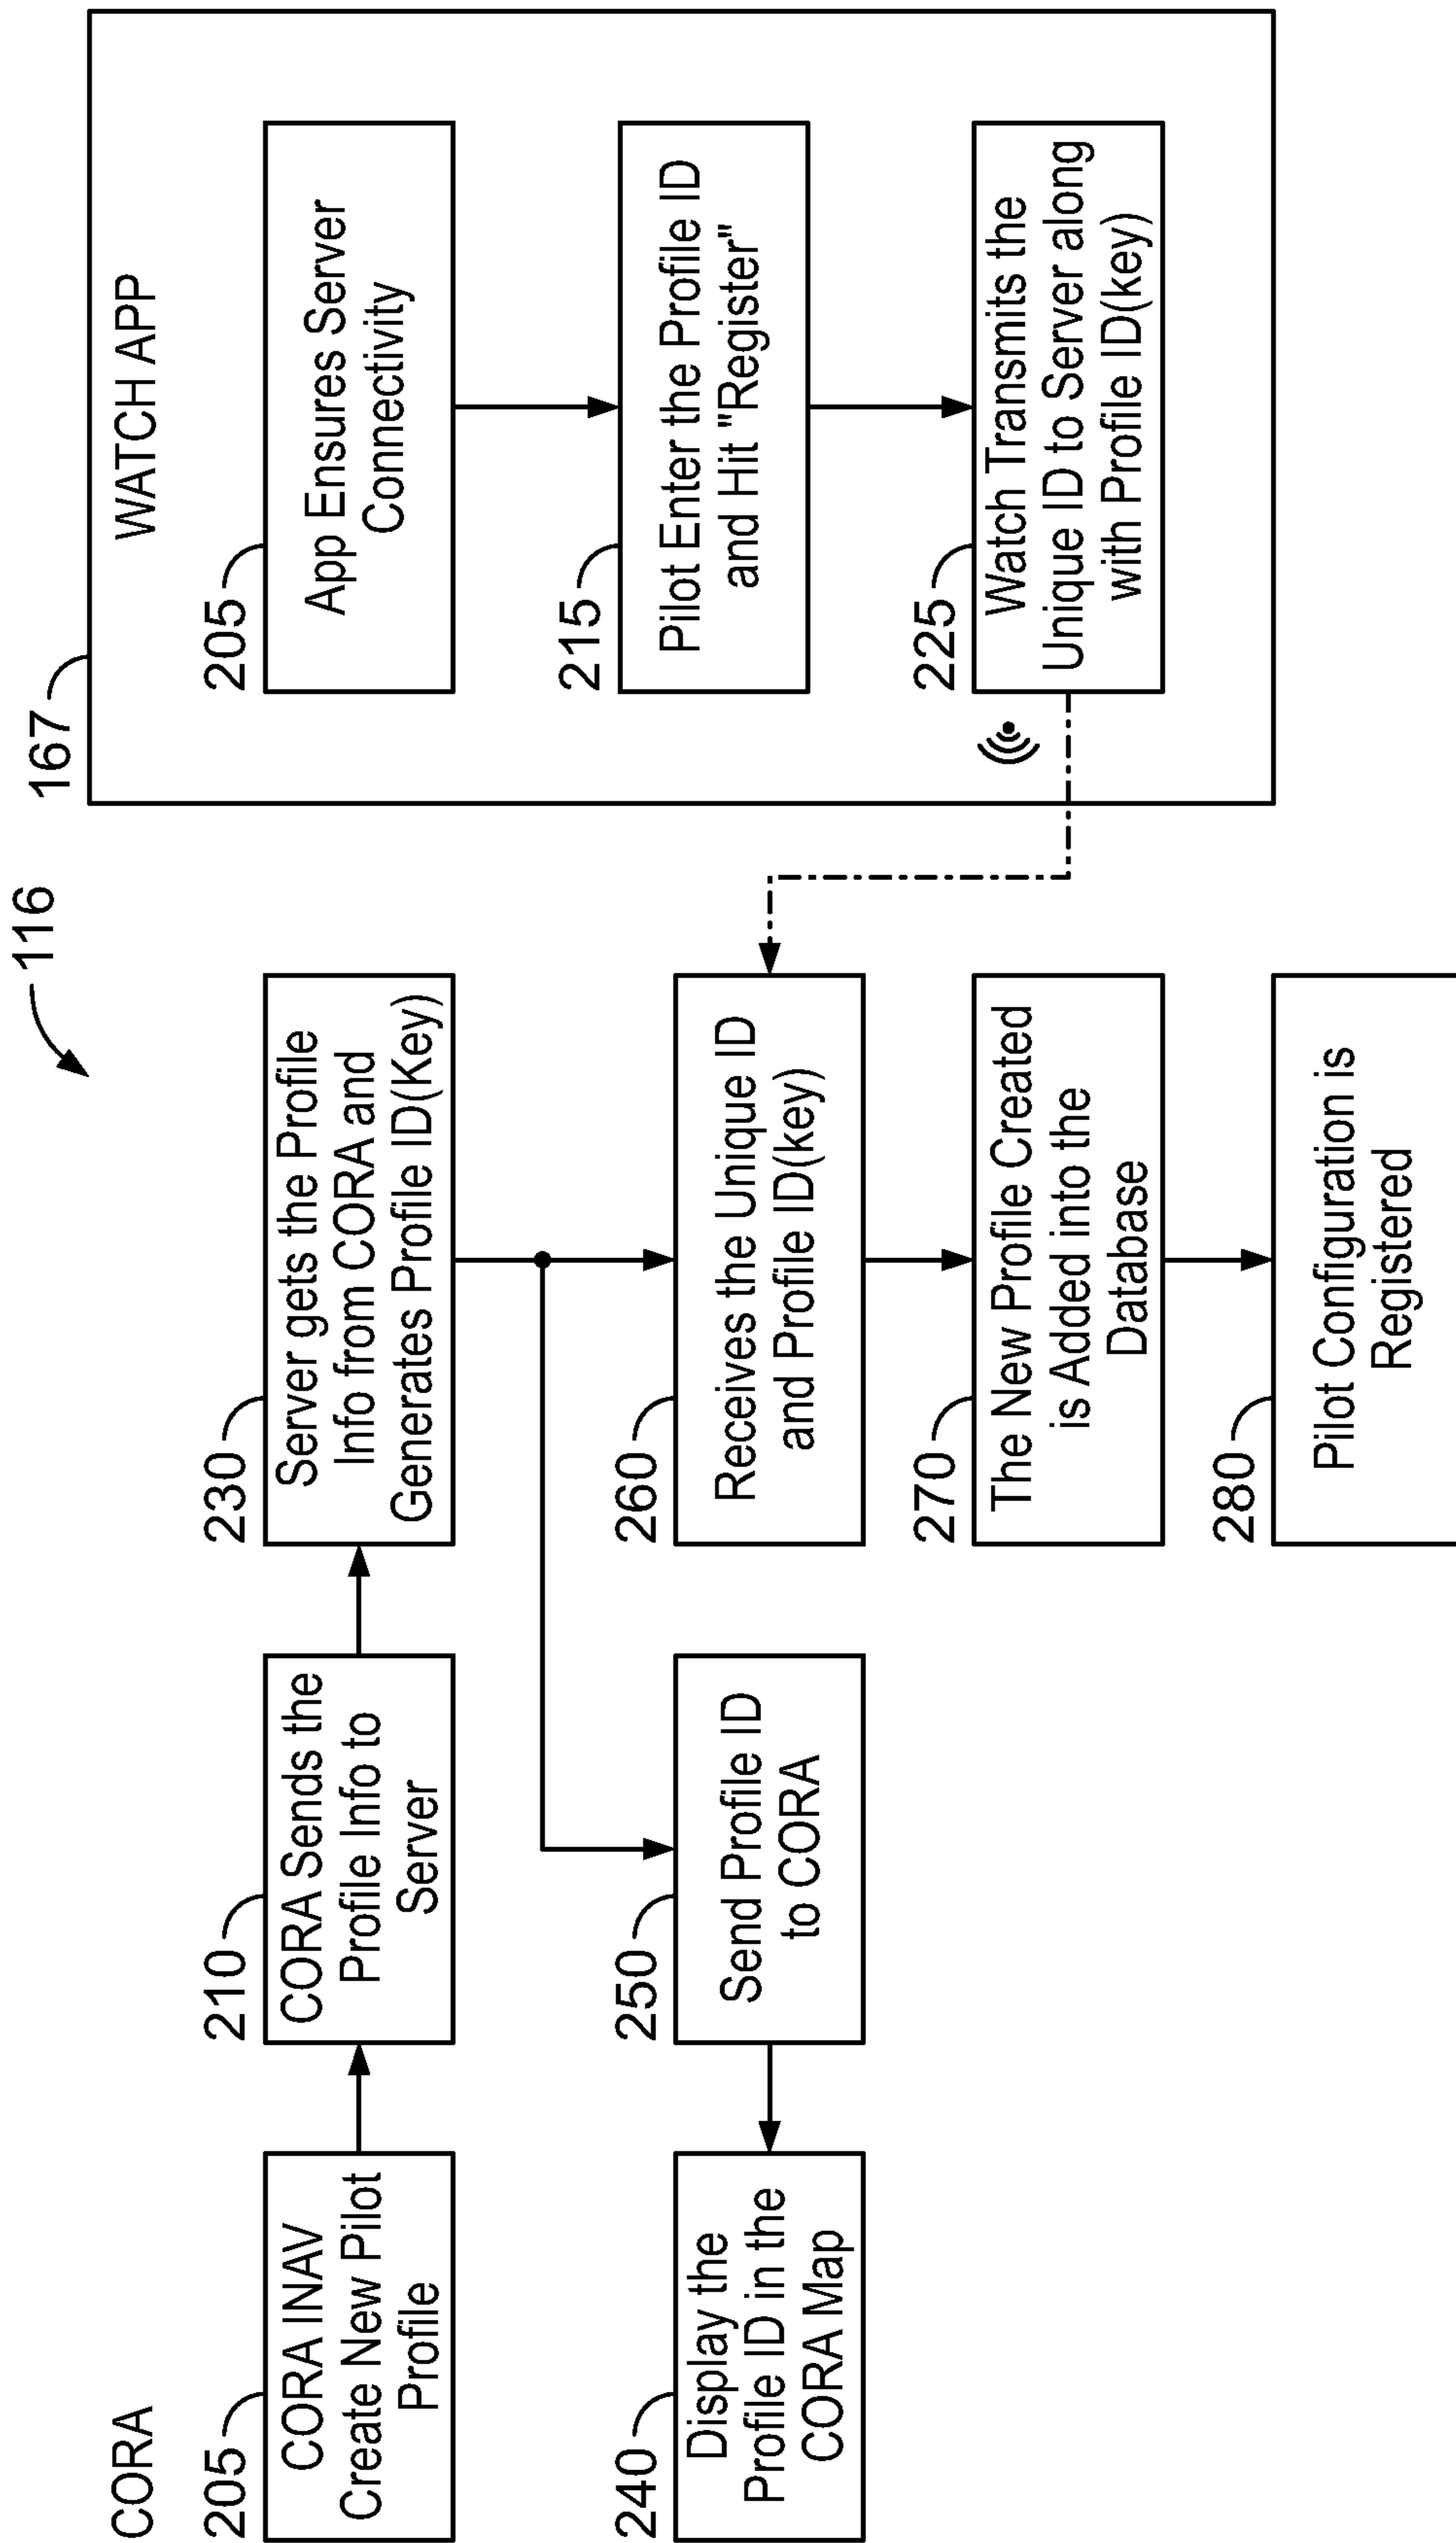 116
CORA
205
CORA INAV
Create New Pilot
Profile
210
CORA Sends the
Profile Info to
Server
230
Server gets the Profile
Info from CORA and
Generates Profile ID(Key)
240
Display the
Profile ID in the
CORA Map
250
Send Profile ID
to CORA
260
Receives the Unique ID
and Profile ID(key)
270
The New Profile Created
is Added into the
Database
280
Pilot Configuration is
Registered
167
WATCH APP
205
App Ensures Server
Connectivity
215
Pilot Enter the Profile ID
and Hit "Register"
225
Watch Transmits the
Unique ID to Server along
with Profile ID(key)